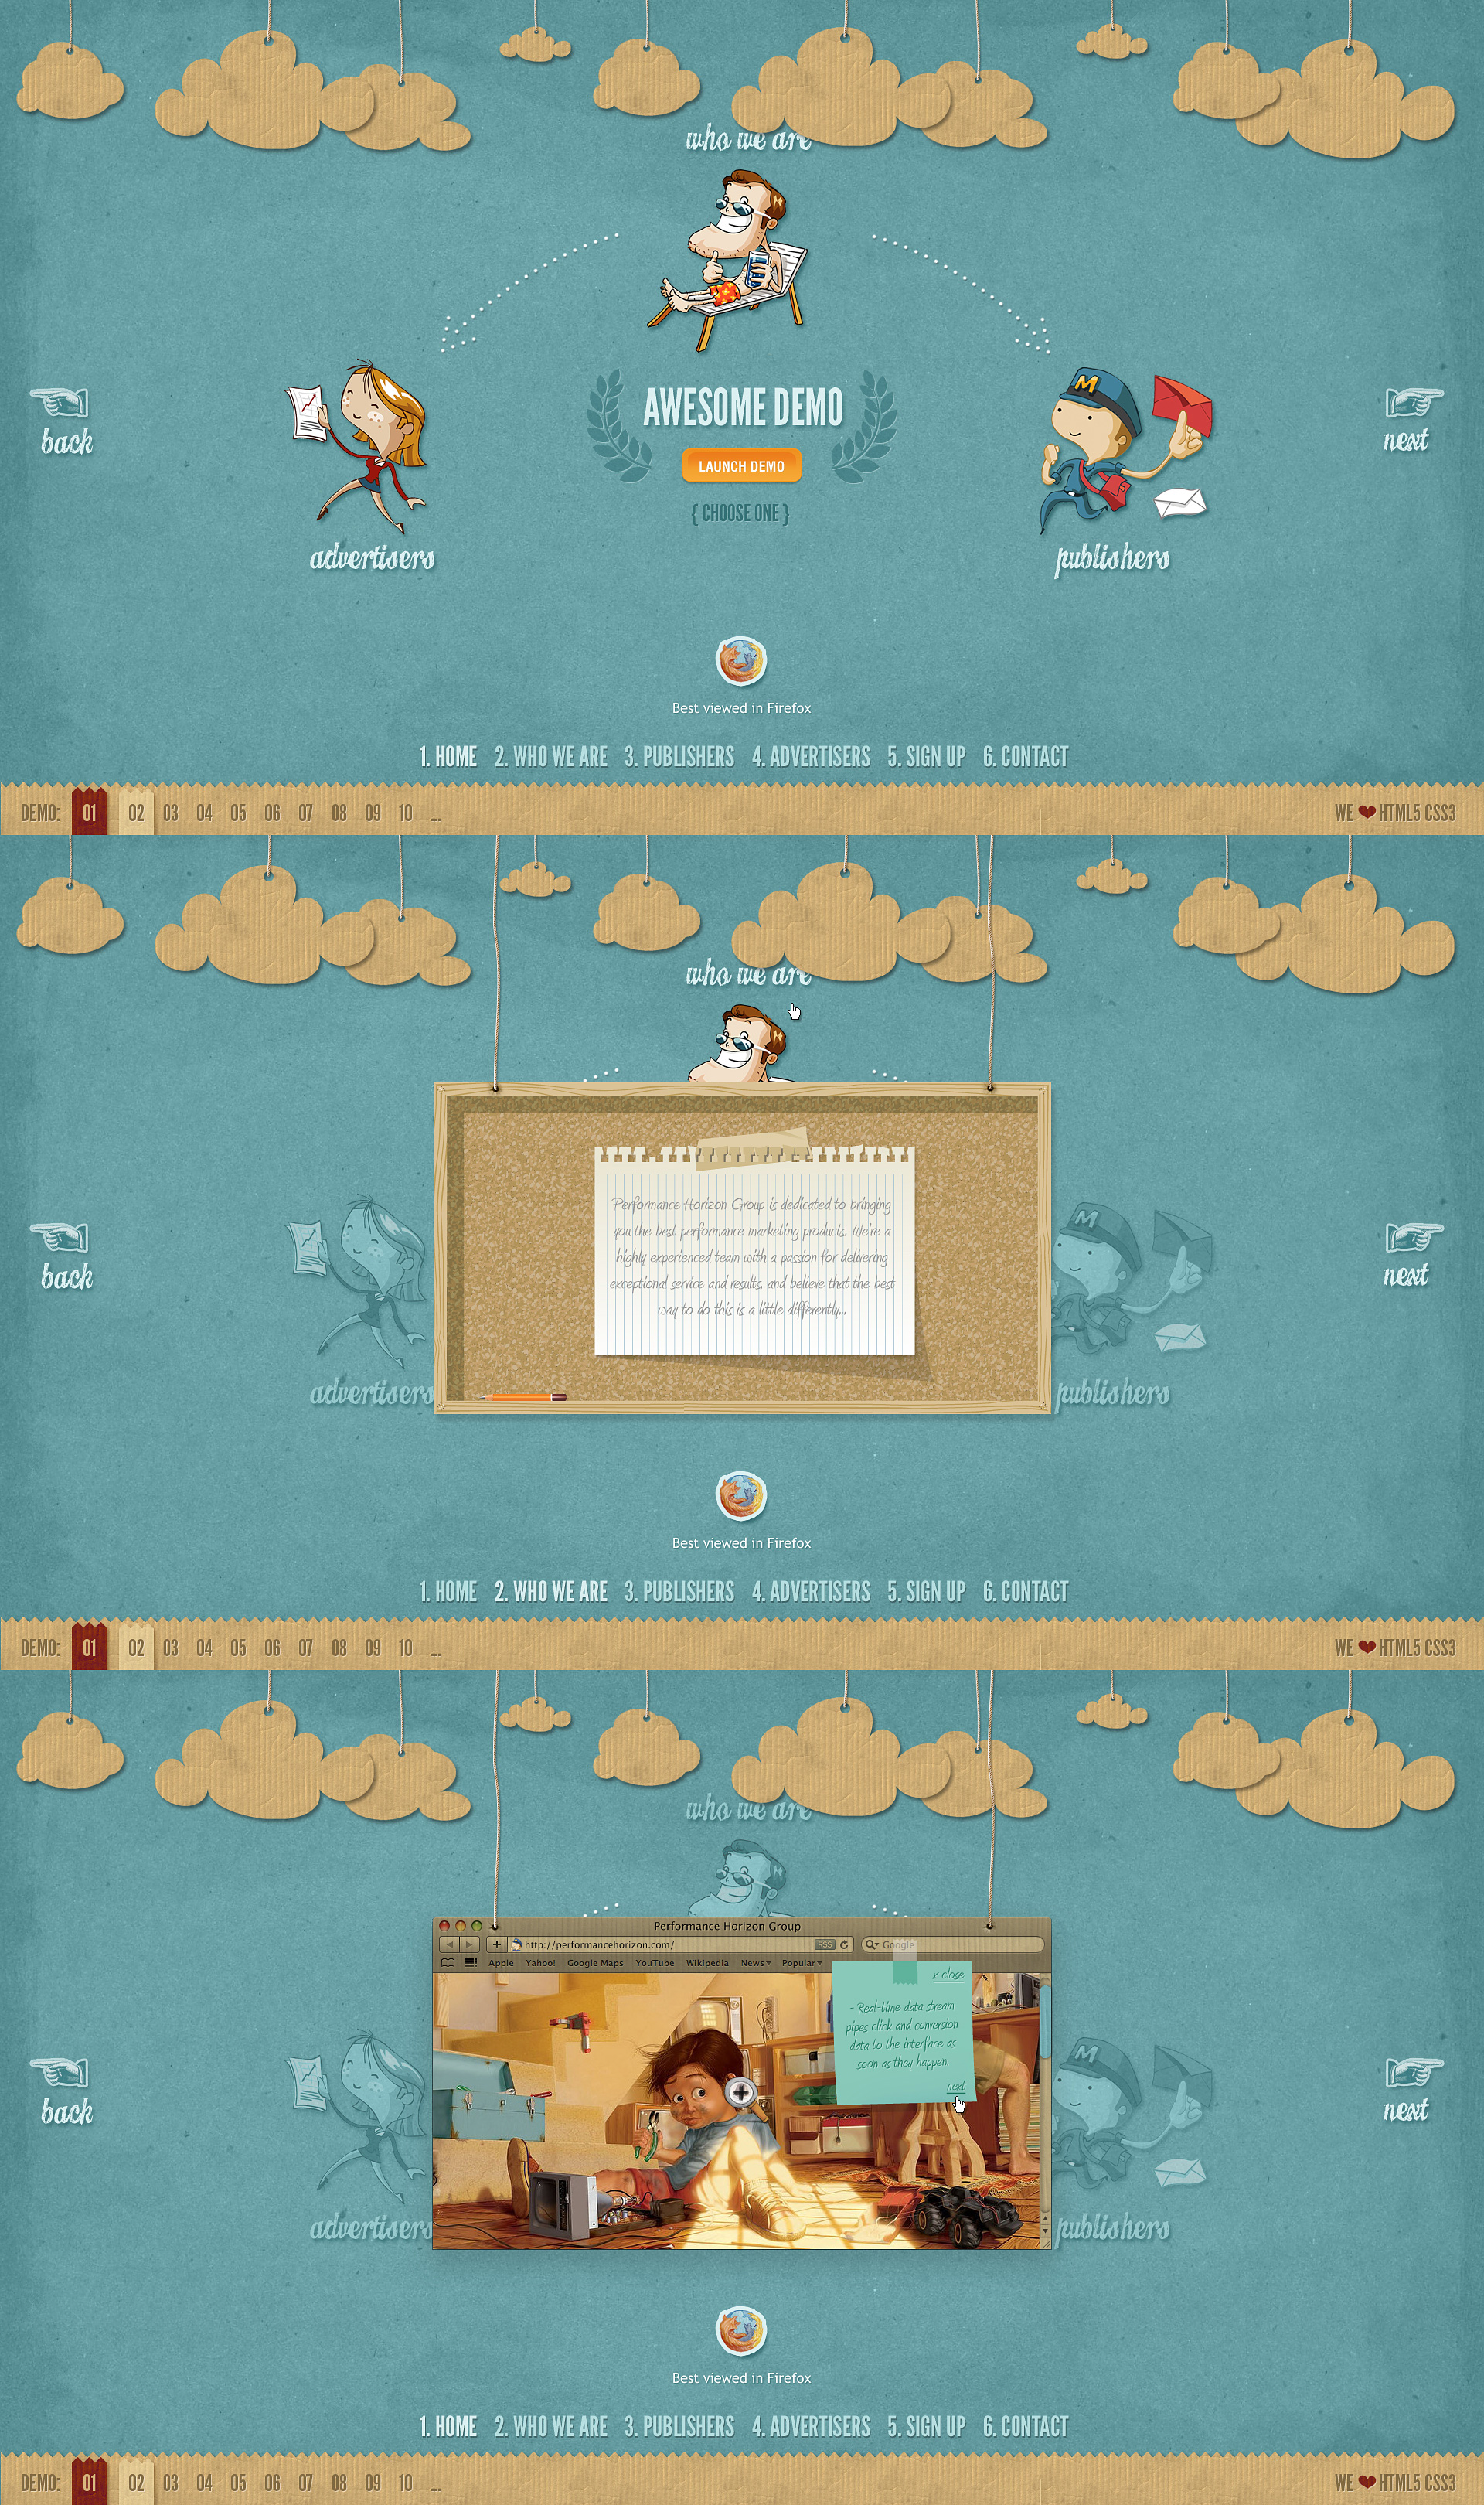 who we are
AWESOME DEMO
back
next
LAUNCH DEMO
{ CHOOSE ONE }
advertisers
publishers
Best viewed in Firefox
1. HOME 2. WHO WE ARE 3. PUBLISHERS 4. ADVERTISERS 5. SIGN UP 6. CONTACT
DEMO: 01 02 03 04 05 06 07 08 09 10 ...
WE ❤ HTML5 CSS3
who we are
Performance Horizon Group is dedicated to bringing
you the best performance marketing products. We're a
highly experienced team with a passion for delivering
exceptional service and results, and believe that the best
way to do this is a little differently...
back
next
advertisers
publishers
Best viewed in Firefox
1. HOME 2. WHO WE ARE 3. PUBLISHERS 4. ADVERTISERS 5. SIGN UP 6. CONTACT
DEMO: 01 02 03 04 05 06 07 08 09 10 ...
WE ❤ HTML5 CSS3
who we are
Performance Horizon Group
http://performancehorizon.com/ RSS Google
Apple Yahoo! Google Maps YouTube Wikipedia News Popular
x close
- Real-time data stream
pipes click and conversion
data to the interface as
soon as they happen.
next
back
next
advertisers
publishers
Best viewed in Firefox
1. HOME 2. WHO WE ARE 3. PUBLISHERS 4. ADVERTISERS 5. SIGN UP 6. CONTACT
DEMO: 01 02 03 04 05 06 07 08 09 10 ...
WE ❤ HTML5 CSS3